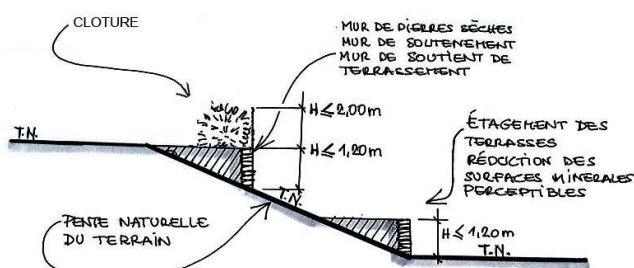 CLOTURE
MUR DE PIERRES SÈCHES
MUR DE SOUTENEMENT
MUR DE SOUTIENT DE
TERRASSEMENT
H ≤ 2,00m
T.N.
H ≤ 1,20m
ÉTAGEMENT DES
TERRASSES
RÉDUCTION DES
SURFACES MINERALES
PERCEPTIBLES
T.N.
PENTE NATURELLE
DU TERRAIN
H ≤ 1,20m
T.N.